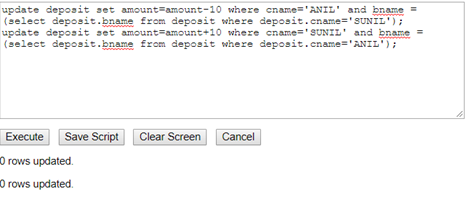 update deposit set amount=amount-10 where cname='ANIL' and bname =
(select deposit.bname from deposit where deposit.cname='SUNIL');
update deposit set amount=amount+10 where cname='SUNIL' and bname =
(select deposit.bname from deposit where deposit.cname='ANIL');
Execute Save Script Clear Screen Cancel
0 rows updated.
0 rows updated.